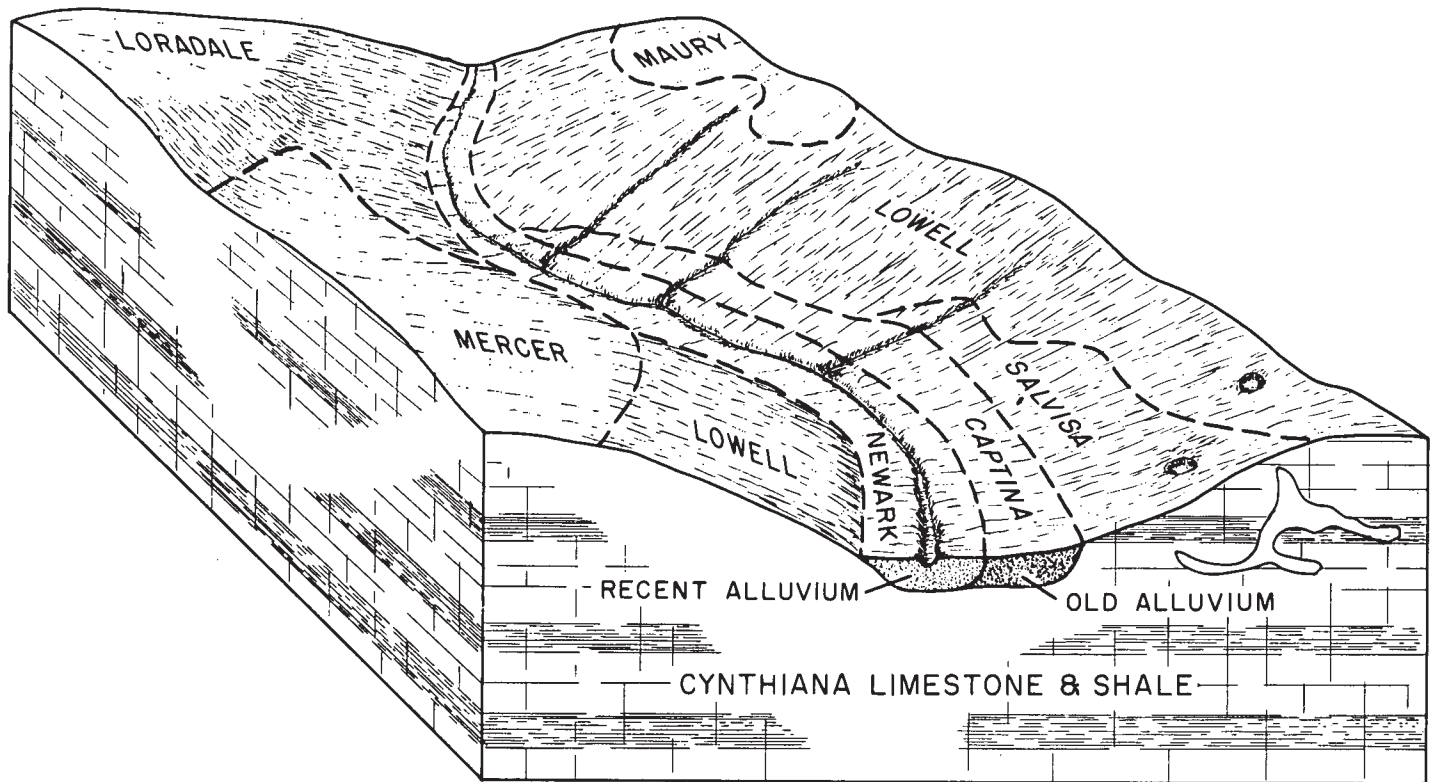 LORADALE
MAURY
LOWELL
MERCER
LOWELL
NEWARK
CAPTINA
SALVISA
RECENT ALLUVIUM
OLD ALLUVIUM
CYNTHIANA LIMESTONE & SHALE